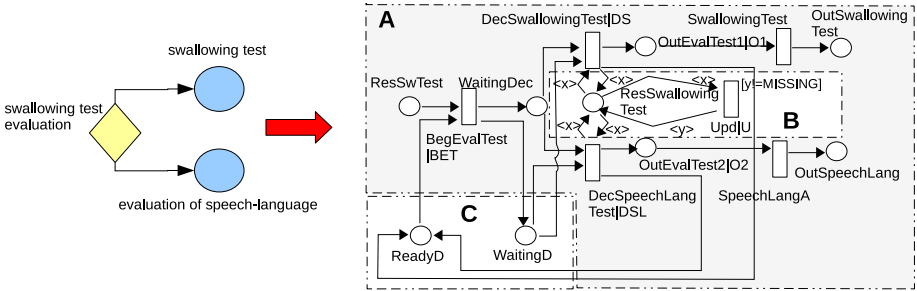 swallowing test
swallowing test
evaluation
evaluation of speech-language
A
DecSwallowingTest|DS
SwallowingTest
OutSwallowing
Test
OutEvalTest1|O1
ResSwTest
WaitingDec
<x>
<x>
<x>
[y!=MISSING]
ResSwallowing
Test
<x>
<x>
<y>
Upd|U
B
BegEvalTest
|BET
OutEvalTest2|O2
OutSpeechLang
DecSpeechLang
Test|DSL
SpeechLangA
C
ReadyD
WaitingD